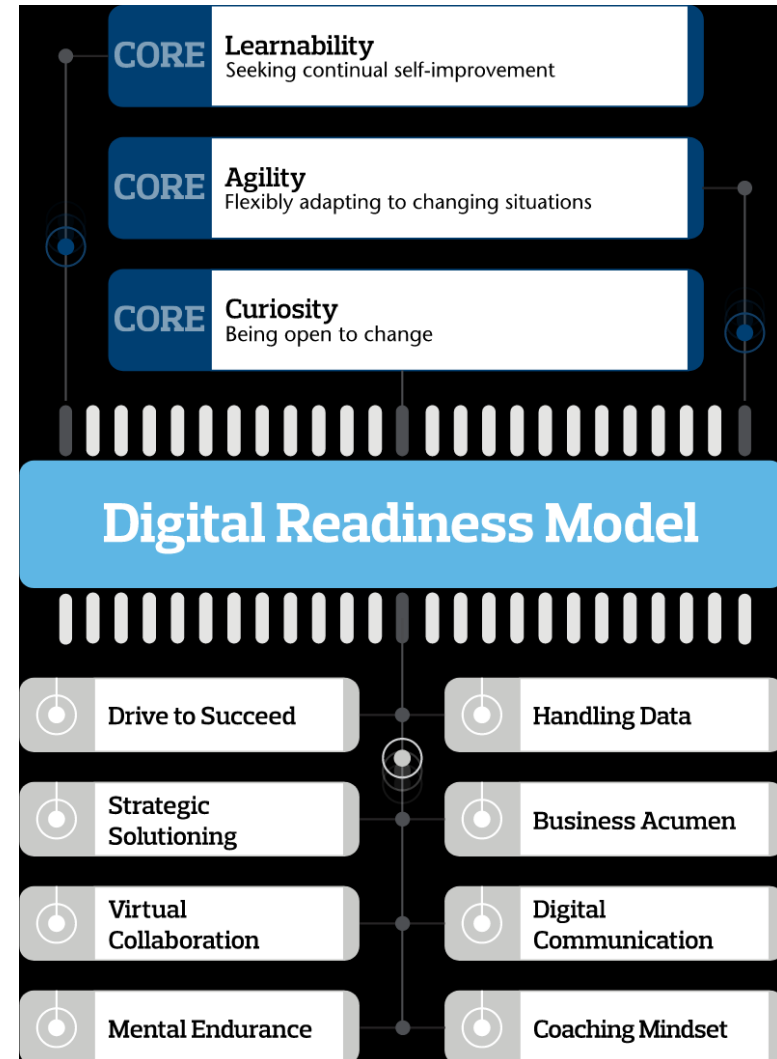 CORE
Learnability
Seeking continual self-improvement
CORE
Agility
Flexibly adapting to changing situations
CORE
Curiosity
Being open to change
Digital Readiness Model
Drive to Succeed
Handling Data
Strategic
Solutioning
Business Acumen
Virtual
Collaboration
Digital
Communication
Mental Endurance
Coaching Mindset